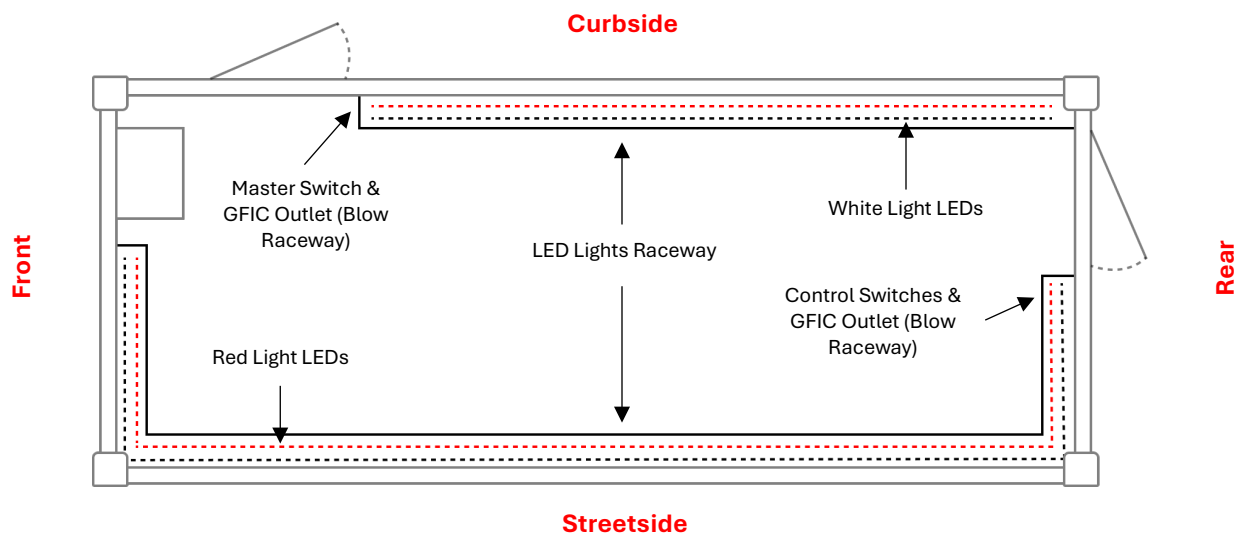 Curbside
Master Switch &
GFIC Outlet (Blow
Raceway)
White Light LEDs
LED Lights Raceway
Front
Rear
Control Switches &
GFIC Outlet (Blow
Raceway)
Red Light LEDs
Streetside